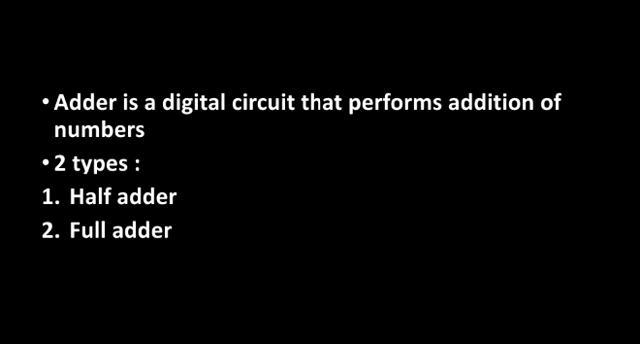 • Adder is a digital circuit that performs addition of
numbers
• 2 types :
1. Half adder
2. Full adder